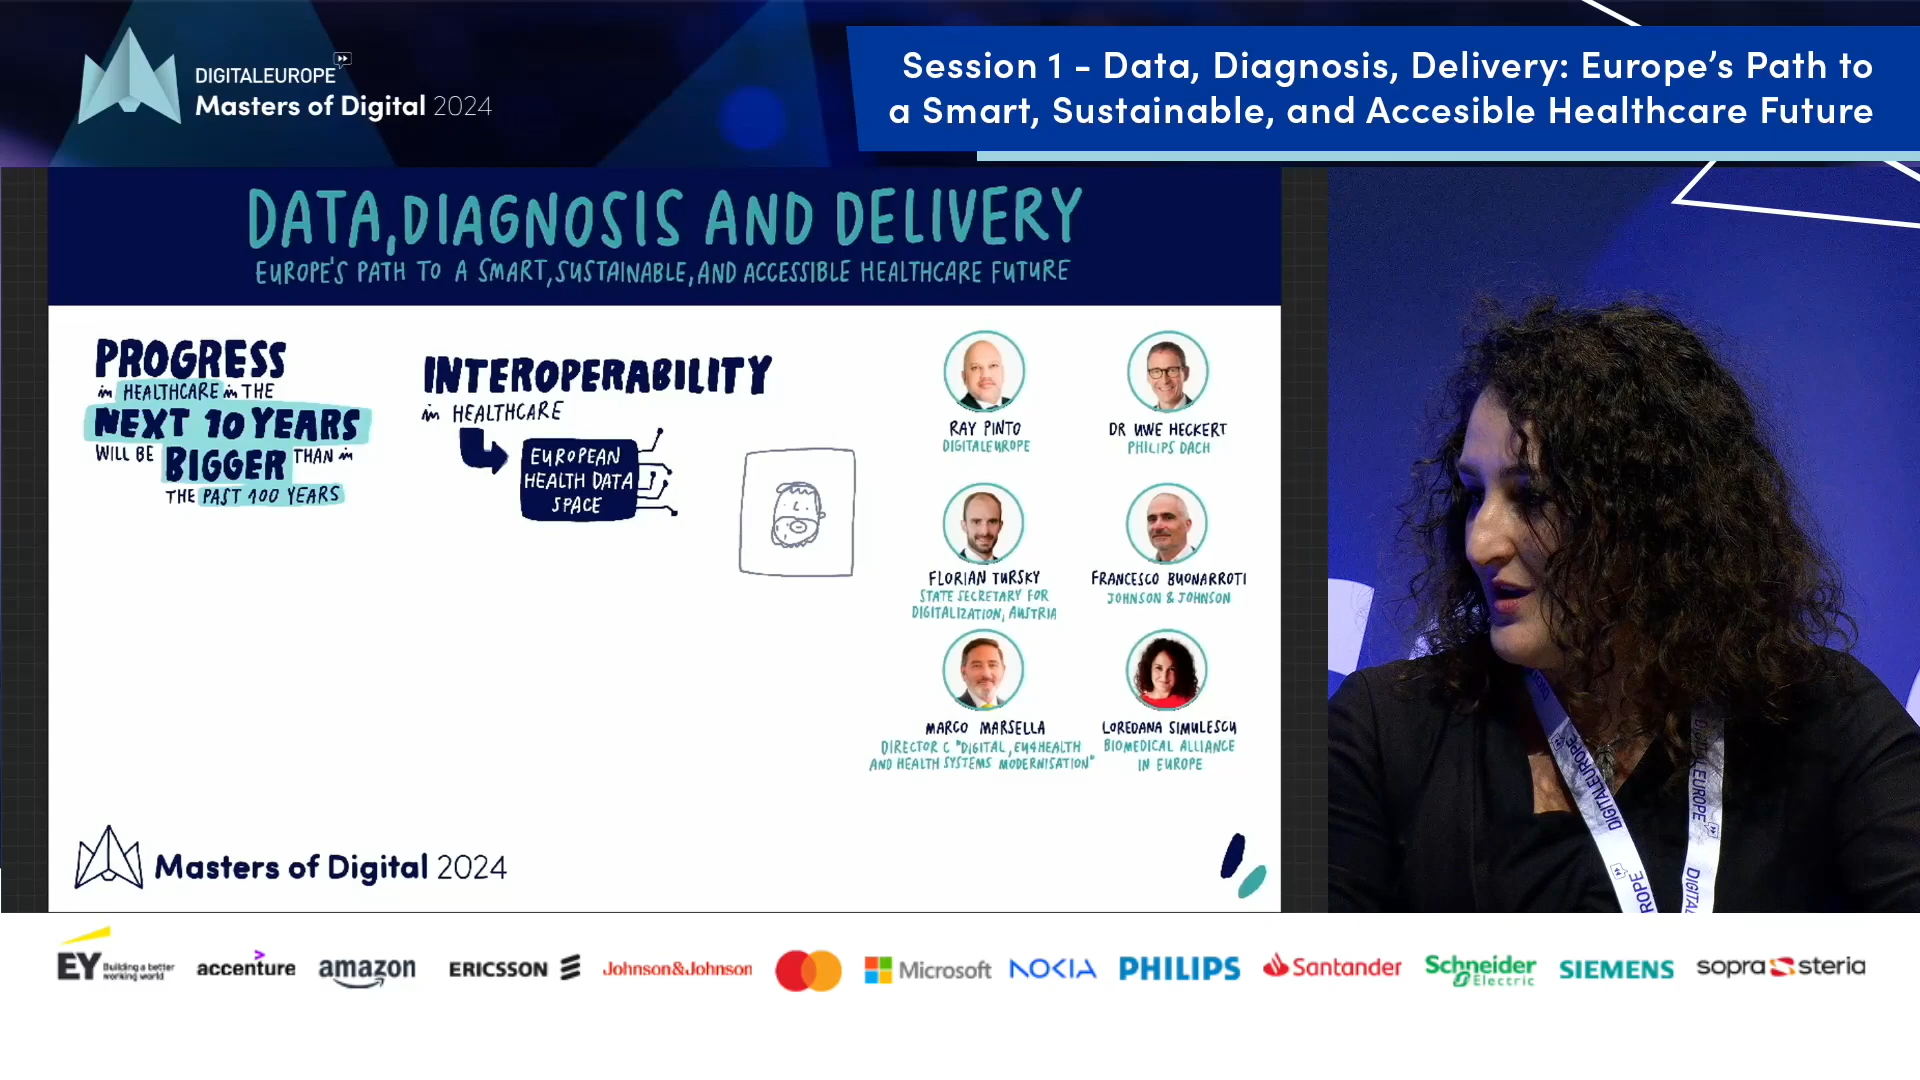 DIGITALEUROPE
Masters of Digital 2024
Session 1 - Data, Diagnosis, Delivery: Europe's Path to
a Smart, Sustainable, and Accesible Healthcare Future
DATA, DIAGNOSIS AND DELIVERY
EUROPE'S PATH TO A SMART, SUSTAINABLE, AND ACCESSIBLE HEALTHCARE FUTURE
PROGRESS
in HEALTHCARE in THE
NEXT 10 YEARS
WILL BE BIGGER THAN in
THE PAST 100 YEARS
INTEROPERABILITY
in HEALTHCARE
EUROPEAN
HEALTH DATA
SPACE
RAY PINTO
DIGITALEUROPE
DR UWE HECKERT
PHILIPS DACH
FLORIAN TURSKY
STATE SECRETARY FOR
DIGITALIZATION, AUSTRIA
FRANCESCO BUONARROTI
JOHNSON & JOHNSON
MARCO MARSELLA
DIRECTOR C "DIGITAL, EU4HEALTH
AND HEALTH SYSTEMS MODERNISATION"
LOREDANA SIMULESCU
BIOMEDICAL ALLIANCE
IN EUROPE
Masters of Digital 2024
DIGITALEUROPE
DIGITALEUROPE
ROPE
DIGITAL
EY Building a better
working world
accenture
amazon
ERICSSON
Johnson&Johnson
Microsoft
NOKIA
PHILIPS
Santander
Schneider
Electric
SIEMENS
sopra steria